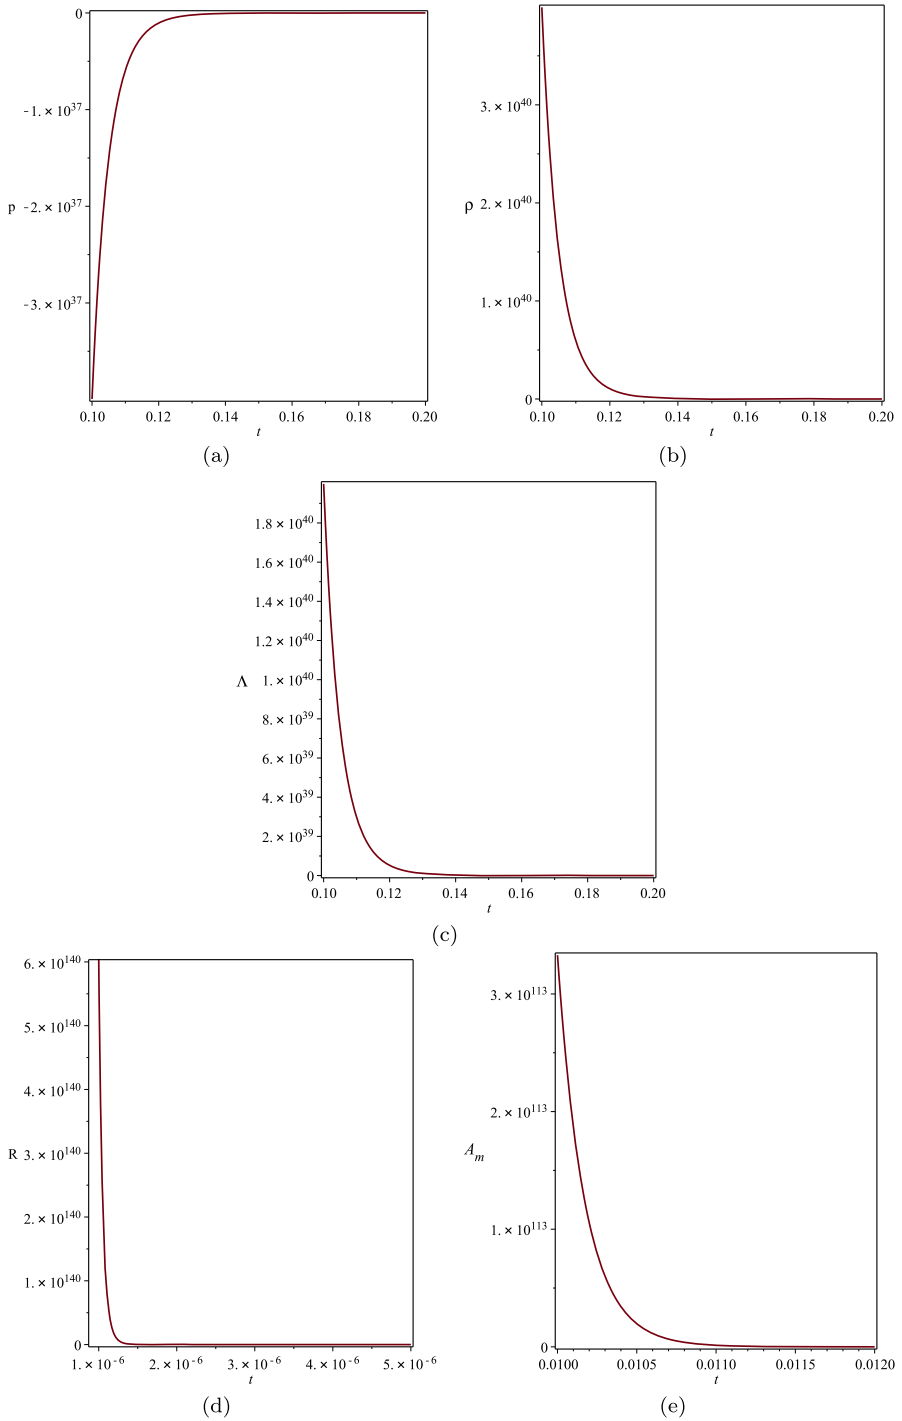 0
-1. × 10^37
p -2. × 10^37
-3. × 10^37
0.10 0.12 0.14 0.16 0.18 0.20
t
(a)
3. × 10^40
ρ 2. × 10^40
1. × 10^40
0
0.10 0.12 0.14 0.16 0.18 0.20
t
(b)
1.8 × 10^40
1.6 × 10^40
1.4 × 10^40
1.2 × 10^40
Λ 1. × 10^40
8. × 10^39
6. × 10^39
4. × 10^39
2. × 10^39
0
0.10 0.12 0.14 0.16 0.18 0.20
t
(c)
6. × 10^140
5. × 10^140
4. × 10^140
R 3. × 10^140
2. × 10^140
1. × 10^140
0
1. × 10^-6 2. × 10^-6 3. × 10^-6 4. × 10^-6 5. × 10^-6
t
(d)
3. × 10^113
2. × 10^113
A_m
1. × 10^113
0
0.0100 0.0105 0.0110 0.0115 0.0120
t
(e)